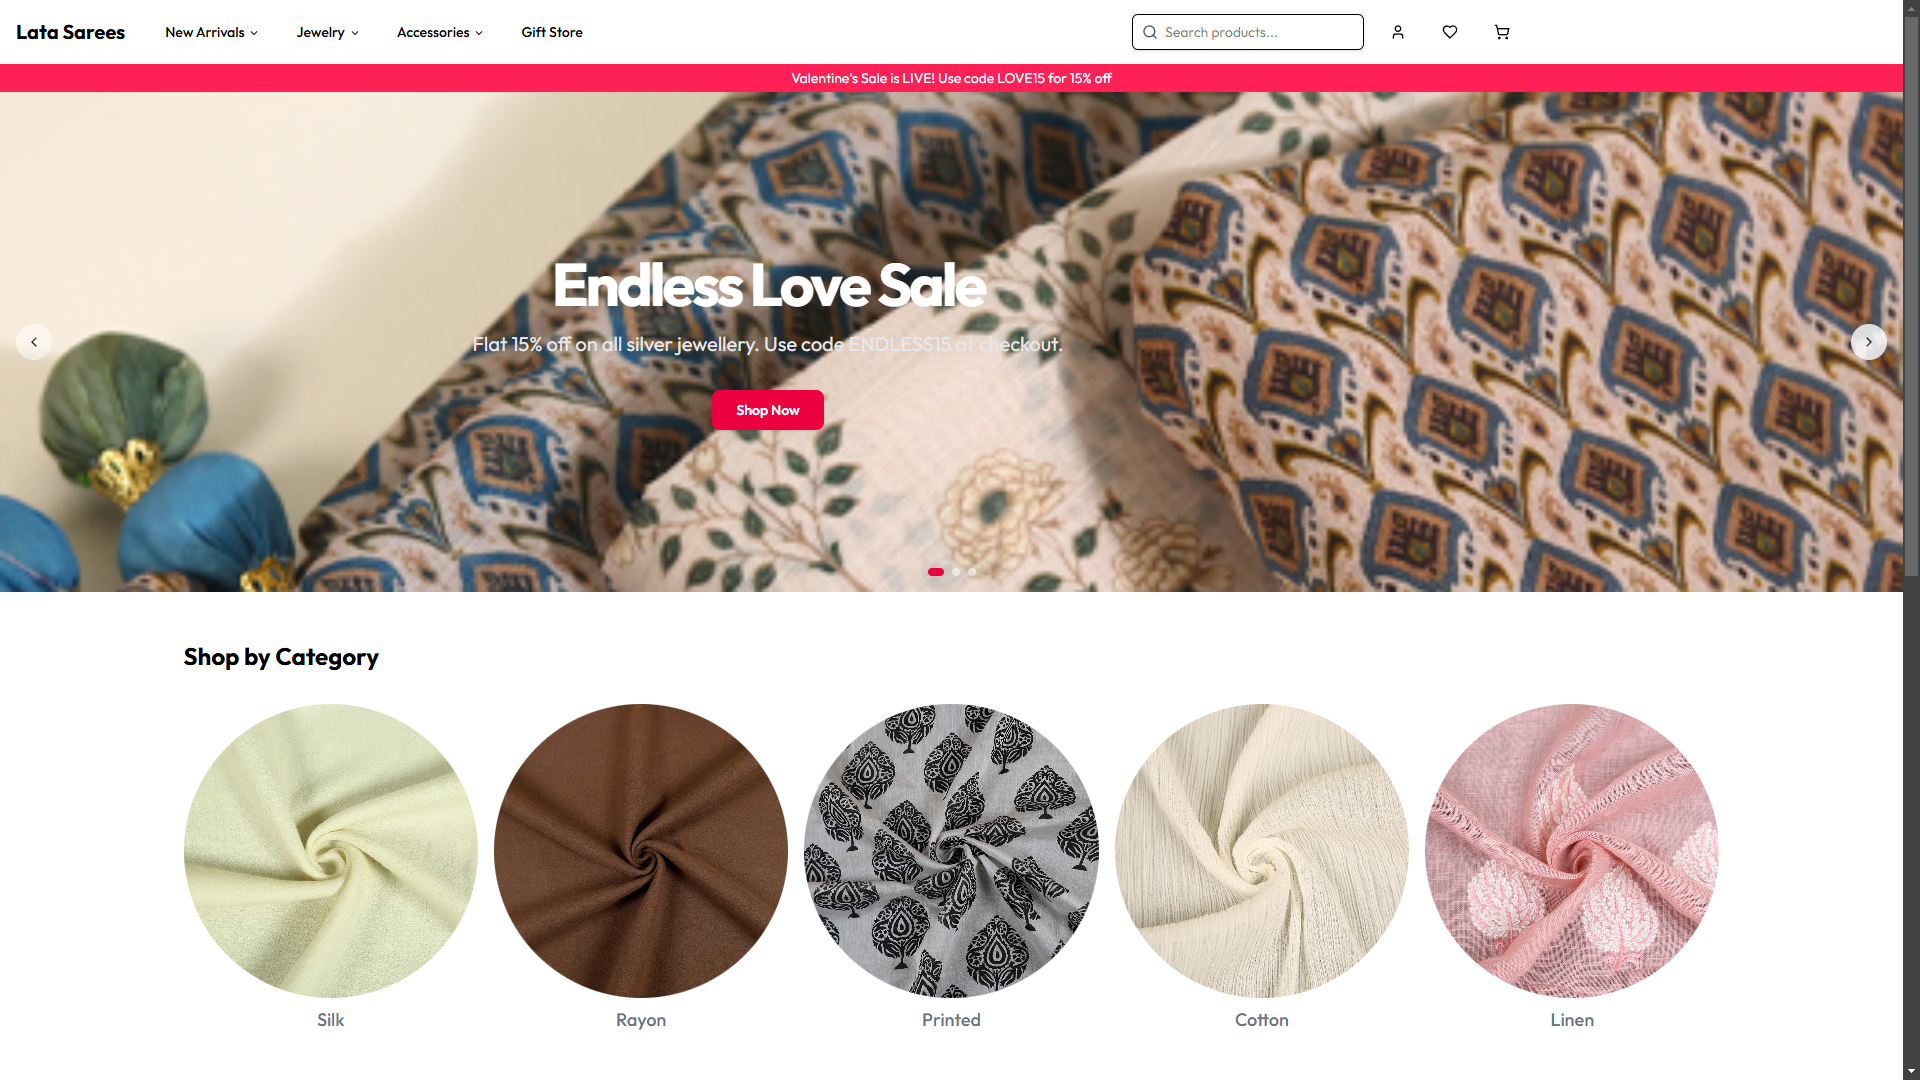 Lata Sarees
New Arrivals
Jewelry
Accessories
Gift Store
Search products...
Valentine's Sale is LIVE! Use code LOVE15 for 15% off
Endless Love Sale
Flat 15% off on all silver jewellery. Use code ENDLESS15 at checkout.
Shop Now
Shop by Category
Silk
Rayon
Printed
Cotton
Linen